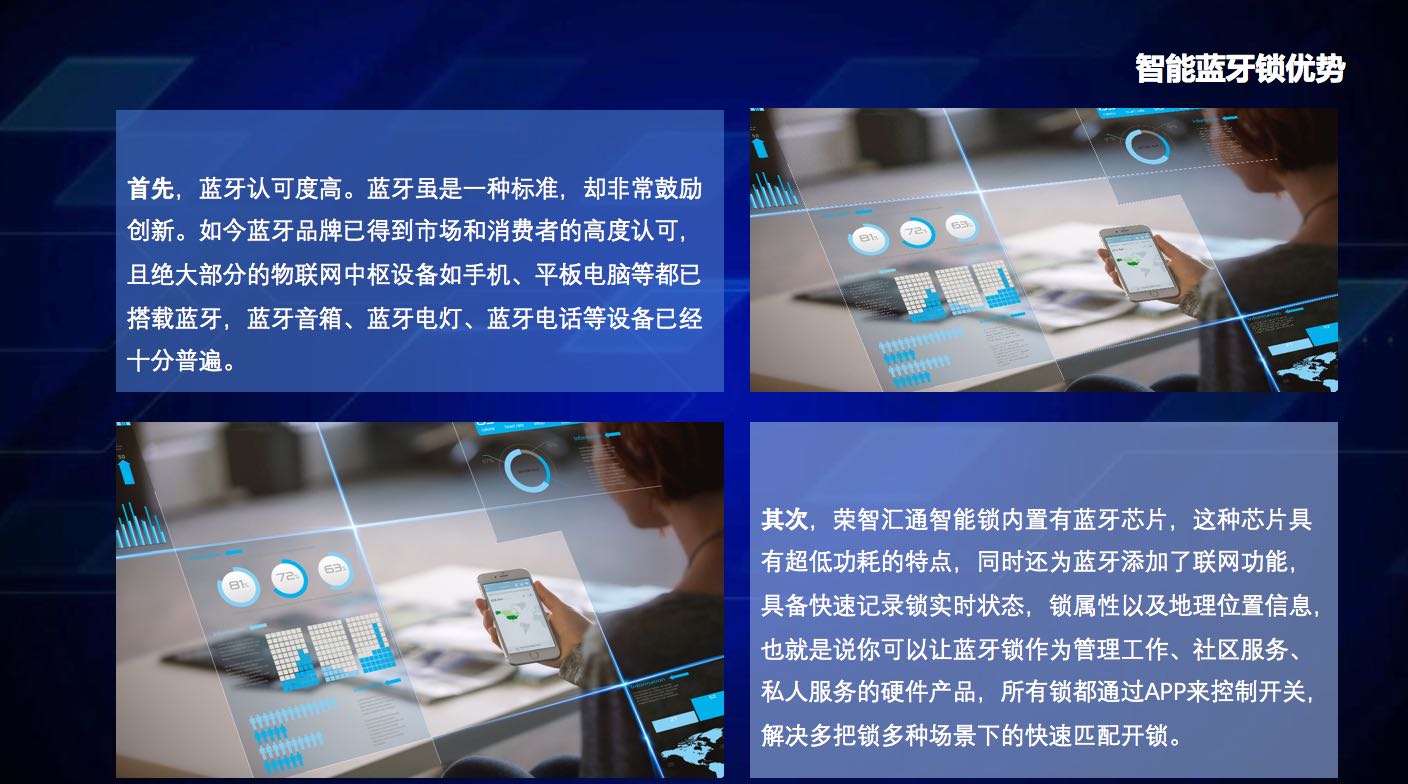 智能蓝牙锁优势
首先，蓝牙认可度高。蓝牙虽是一种标准，却非常鼓励
创新。如今蓝牙品牌已得到市场和消费者的高度认可，
且绝大部分的物联网中枢设备如手机、平板电脑等都已
搭载蓝牙，蓝牙音箱、蓝牙电灯、蓝牙电话等设备已经
十分普遍。
81%
72%
63%
Information
81%
72%
63%
Information
其次，荣智汇通智能锁内置有蓝牙芯片，这种芯片具
有超低功耗的特点，同时还为蓝牙添加了联网功能，
具备快速记录锁实时状态，锁属性以及地理位置信息，
也就是说你可以让蓝牙锁作为管理工作、社区服务、
私人服务的硬件产品，所有锁都通过APP来控制开关，
解决多把锁多种场景下的快速匹配开锁。